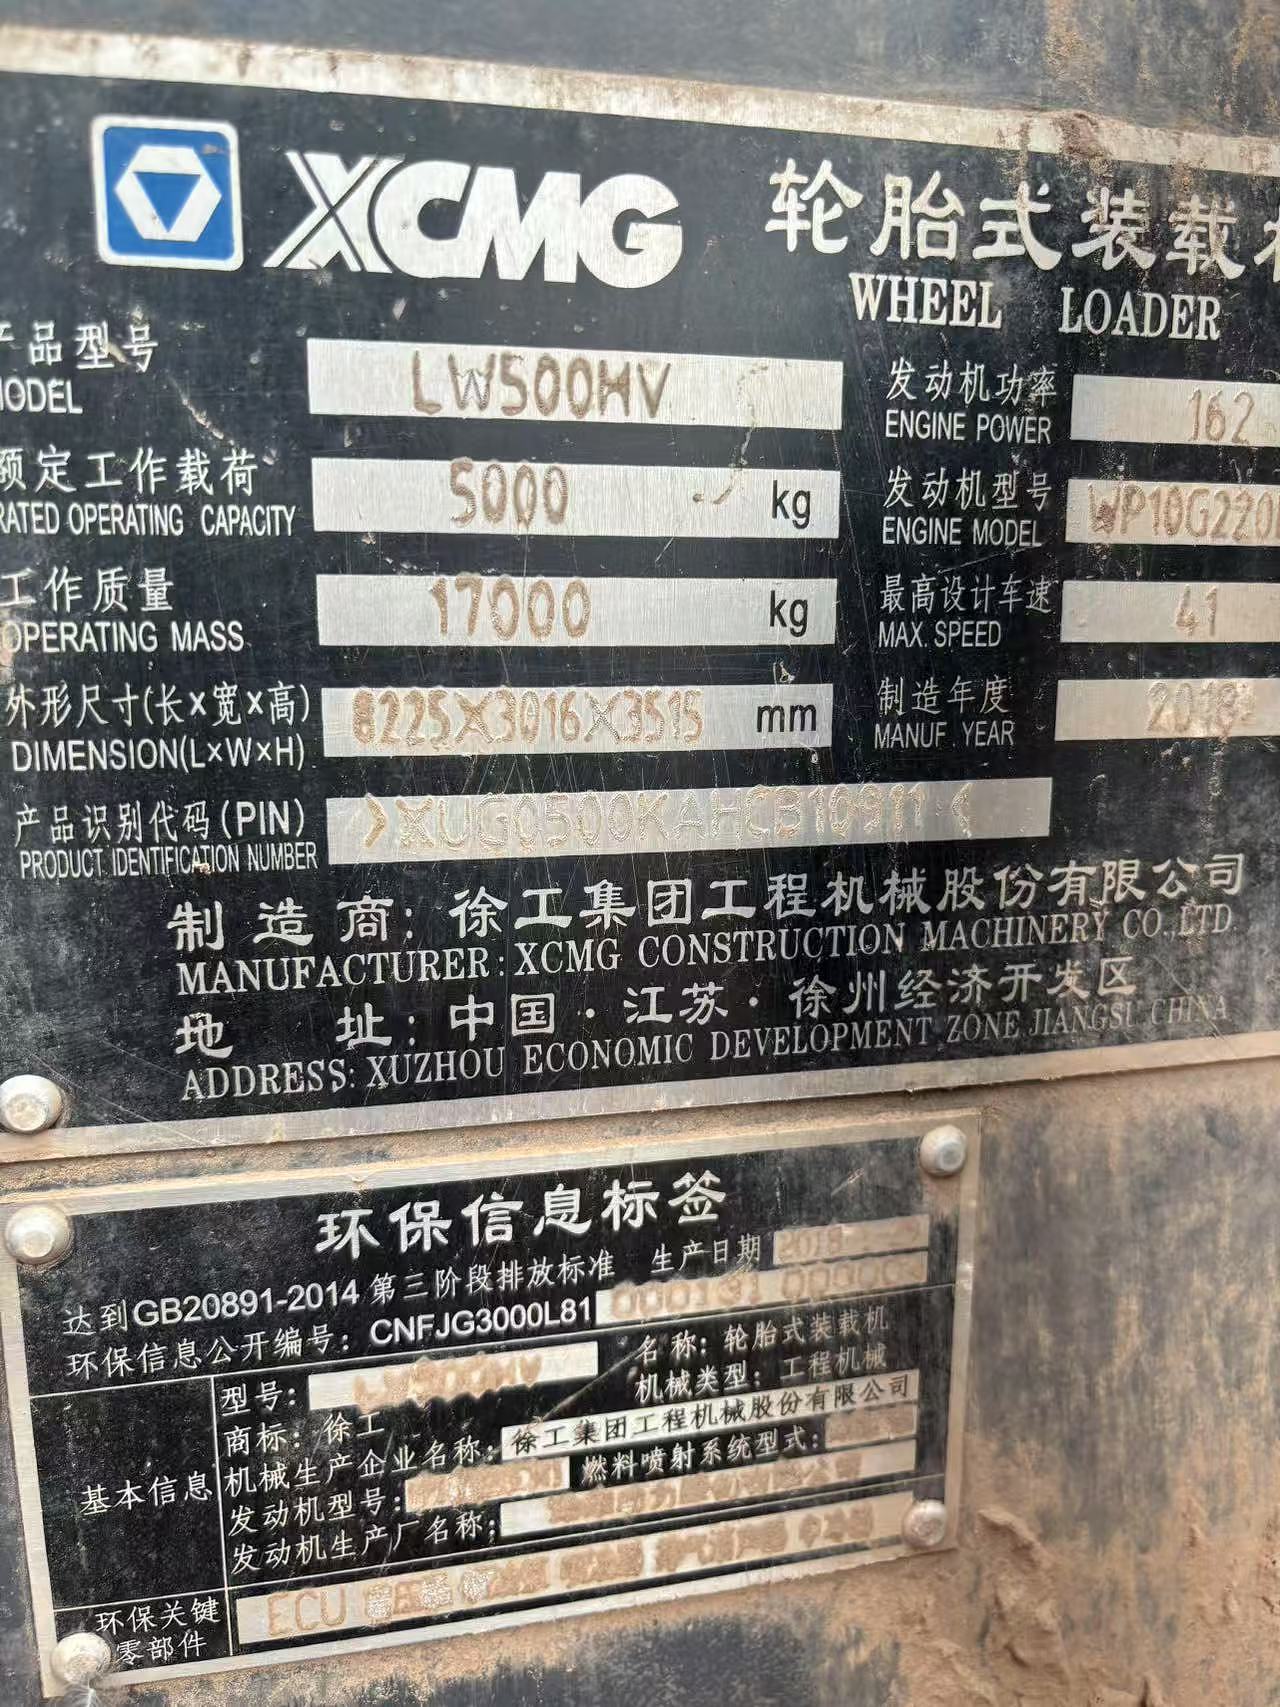 XCMG 轮胎式装载
WHEEL LOADER
产品型号 LW500HV 发动机功率 162
MODEL ENGINE POWER
额定工作载荷 5000 kg 发动机型号 WP10G220
RATED OPERATING CAPACITY ENGINE MODEL
工作质量 17000 kg 最高设计车速 41
OPERATING MASS MAX. SPEED
外形尺寸(长×宽×高) 8225×3016×3515 mm 制造年度 2018
DIMENSION(L×W×H) MANUF. YEAR
产品识别代码(PIN) >XUG0500KAHCB10911<
PRODUCT IDENTIFICATION NUMBER
制造商:徐工集团工程机械股份有限公司
MANUFACTURER: XCMG CONSTRUCTION MACHINERY CO.,LTD.
地址:中国·江苏·徐州经济开发区
ADDRESS: XUZHOU ECONOMIC DEVELOPMENT ZONE,JIANGSU,CHINA
环保信息标签
达到GB20891-2014 第三阶段排放标准 生产日期
环保信息公开编号:CNFJG3000L81
型号: 名称:轮胎式装载机
商标:徐工 机械类型:工程机械
机械生产企业名称:徐工集团工程机械股份有限公司
基本信息
发动机型号: 燃料喷射系统型式:
发动机生产厂名称:
环保关键零部件 ECU